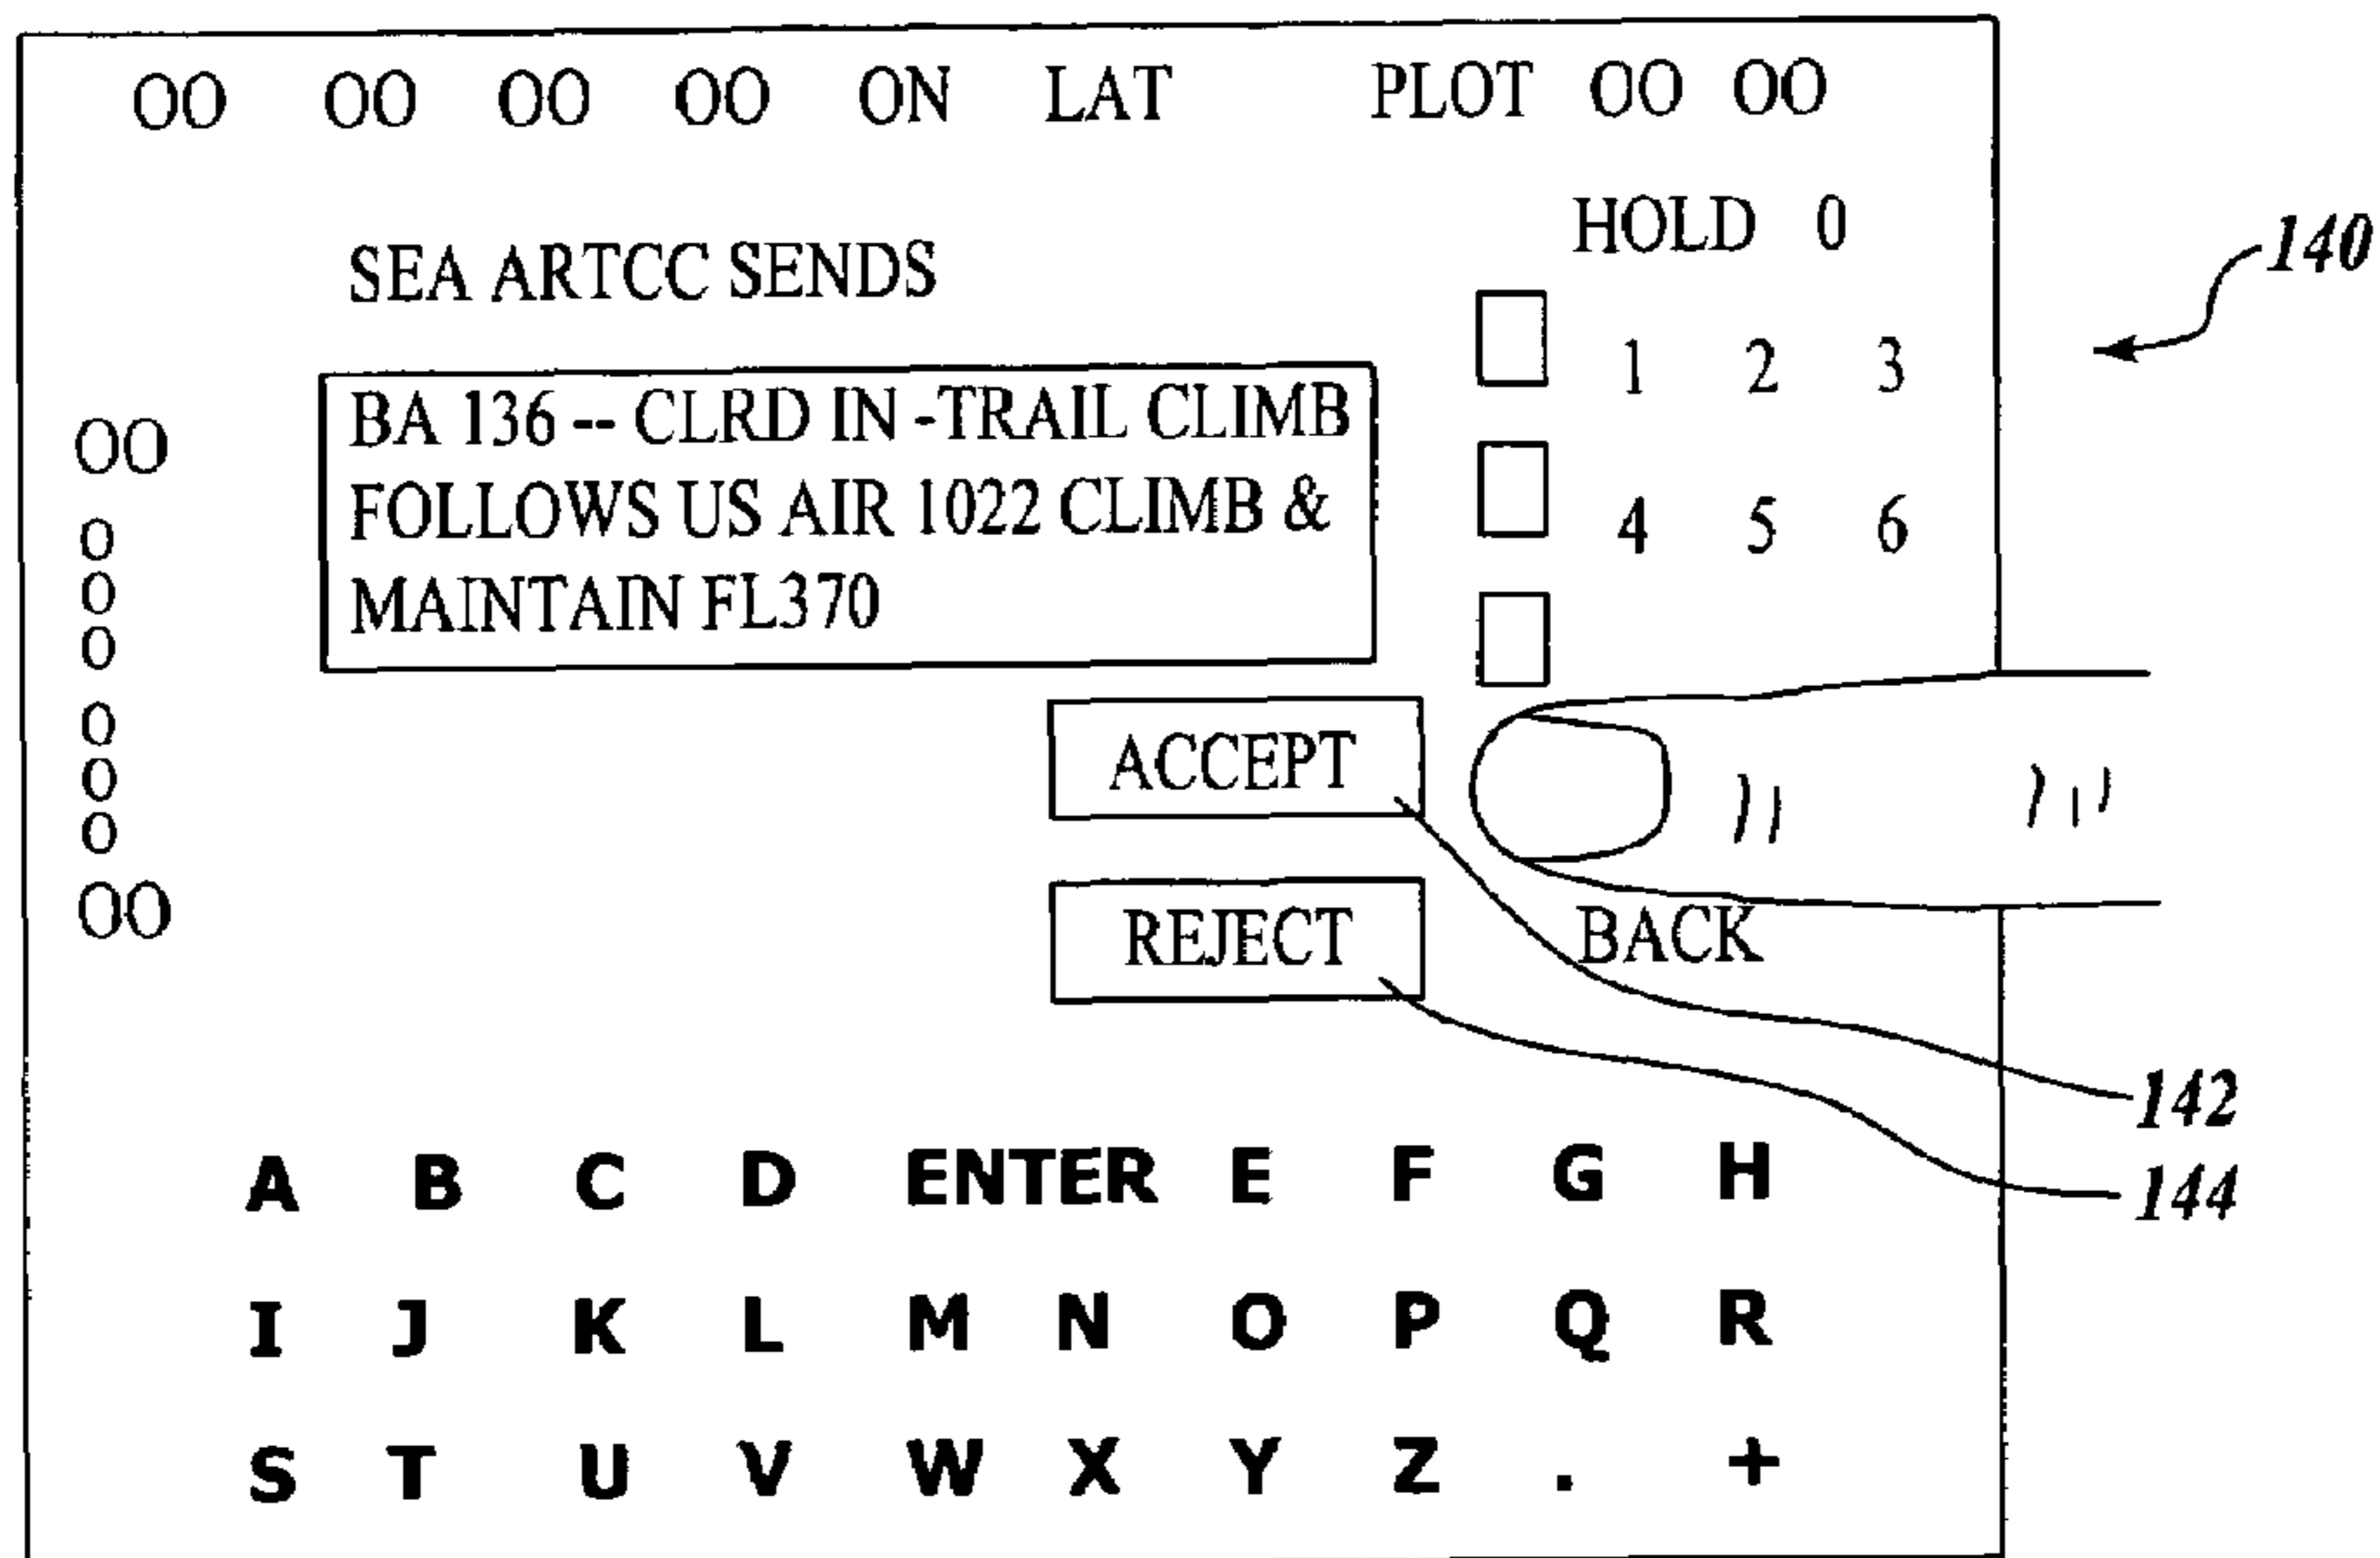 OO OO OO OO ON LAT PLOT OO OO
HOLD 0
140
SEA ARTCC SENDS
1 2 3
BA 136 -- CLRD IN -TRAIL CLIMB
FOLLOWS US AIR 1022 CLIMB &
MAINTAIN FL370
4 5 6
OO
O
O
O
O
O
O
OO
ACCEPT
REJECT
BACK
142
144
A B C D ENTER E F G H
I J K L M N O P Q R
S T U V W X Y Z . +